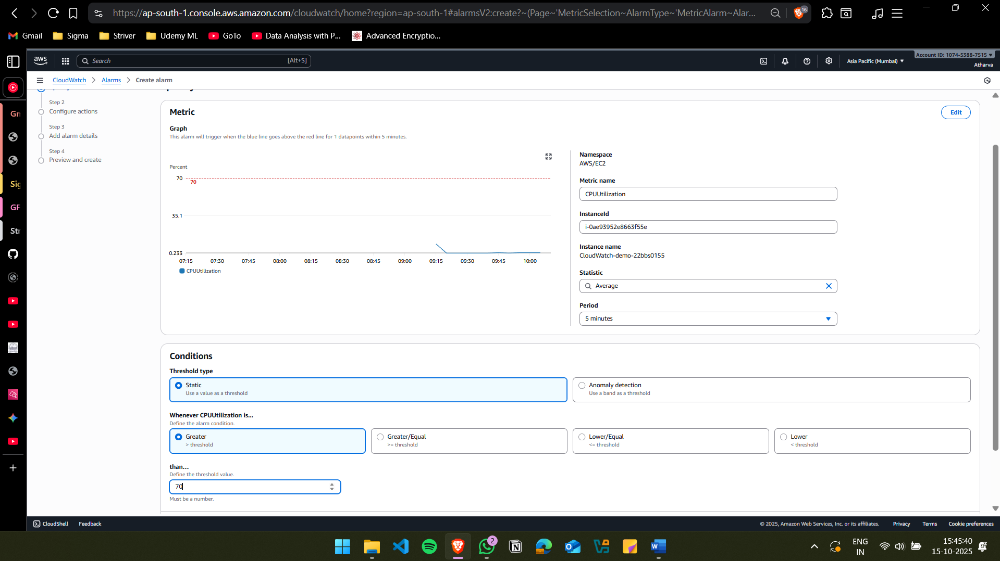 https://ap-south-1.console.aws.amazon.com/cloudwatch/home?region=ap-south-1#alarmsV2:create?~(Page~'MetricSelection~AlarmType~'MetricAlarm~Alar...
16
Gmail
Sigma
Striver
Udemy ML
GoTo
Data Analysis with P...
Advanced Encryptio...
aws
Search
[Alt+S]
Asia Pacific (Mumbai)
Account ID: 1074-5388-7515
Atharva
CloudWatch
Alarms
Create alarm
Step 2
Configure actions
Step 3
Add alarm details
Step 4
Preview and create
Gm
Sig
GF
Str
Metric
Edit
Graph
This alarm will trigger when the blue line goes above the red line for 1 datapoints within 5 minutes.
Percent
70
70
35.1
0.233
07:15
07:30
07:45
08:00
08:15
08:30
08:45
09:00
09:15
09:30
09:45
10:00
CPUUtilization
Namespace
AWS/EC2
Metric name
CPUUtilization
InstanceId
i-0ae93952e8663f55e
Instance name
CloudWatch-demo-22bbs0155
Statistic
Average
Period
5 minutes
Conditions
Threshold type
Static
Use a value as a threshold
Anomaly detection
Use a band as a threshold
Whenever CPUUtilization is...
Define the alarm condition.
Greater
> threshold
Greater/Equal
>= threshold
Lower/Equal
<= threshold
Lower
< threshold
than...
Define the threshold value.
70
Must be a number.
CloudShell
Feedback
© 2025, Amazon Web Services, Inc. or its affiliates.
Privacy
Terms
Cookie preferences
2
ENG
IN
15:45:40
15-10-2025